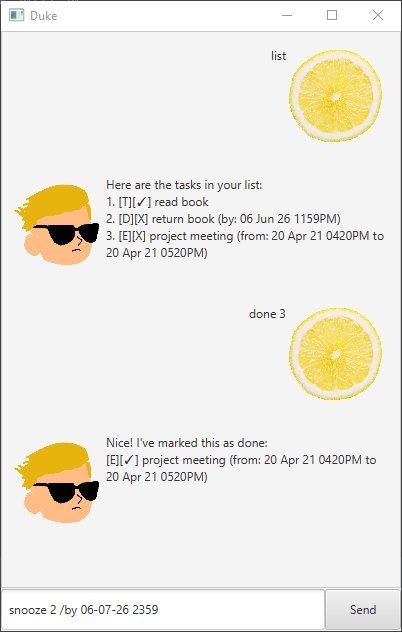 Duke
list
Here are the tasks in your list:
1. [T][✓] read book
2. [D][X] return book (by: 06 Jun 26 1159PM)
3. [E][X] project meeting (from: 20 Apr 21 0420PM to
20 Apr 21 0520PM)
done 3
Nice! I've marked this as done:
[E][✓] project meeting (from: 20 Apr 21 0420PM to
20 Apr 21 0520PM)
snooze 2 /by 06-07-26 2359
Send